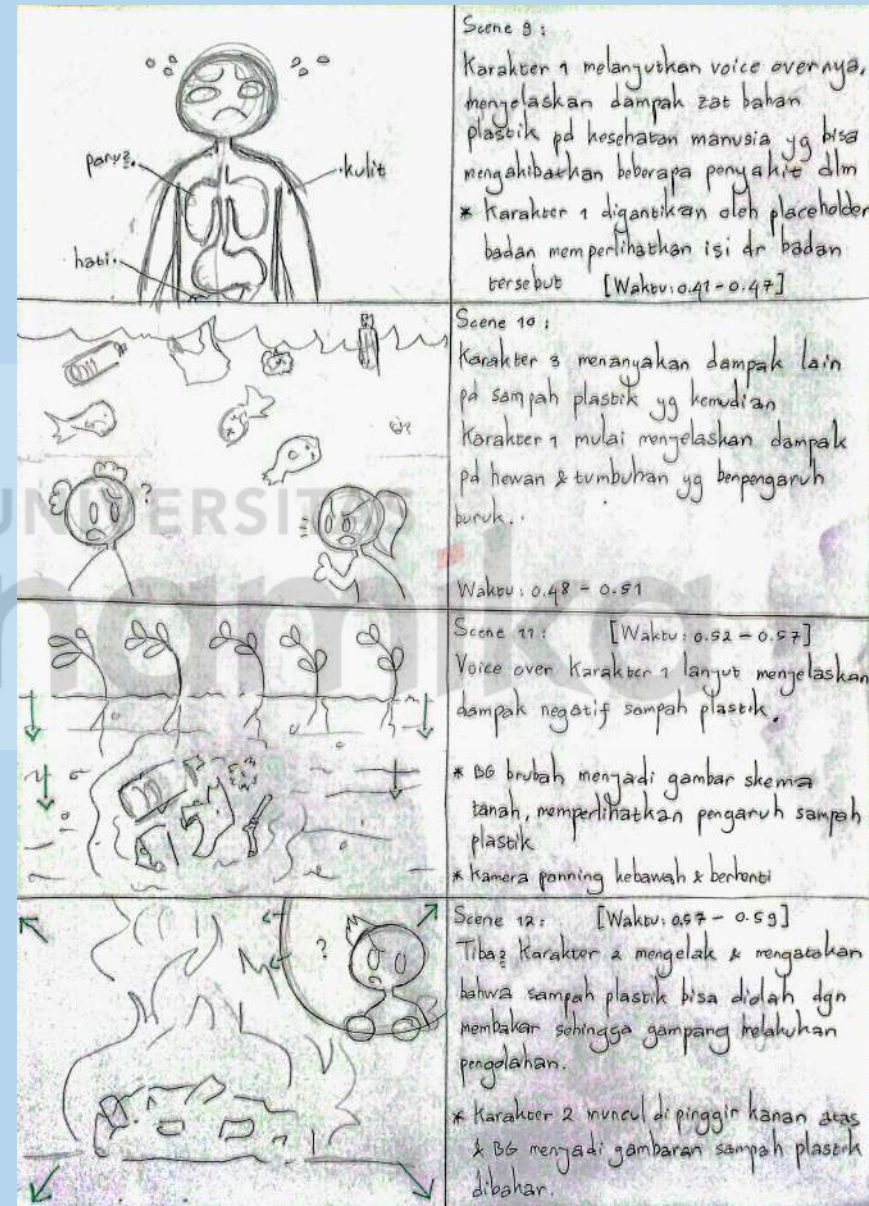 Scene 9 :
Karakter 1 melanjutkan voice overnya,
menjelaskan dampak zat bahan
plastik pd kesehatan manusia yg bisa
mengakibatkan beberapa penyakit dlm
* Karakter 1 digantikan oleh placeholder
badan memperlihatkan isi dr badan
tersebut [Waktu: 0.41 - 0.47]
paru2.
kulit
hati.
Scene 10 :
Karakter 3 menanyakan dampak lain
pd sampah plastik yg kemudian
Karakter 1 mulai menjelaskan dampak
pd hewan & tumbuhan yg berpengaruh
buruk.
Waktu : 0.48 - 0.51
?
Scene 11 : [Waktu : 0.52 - 0.57]
Voice over Karakter 1 lanjut menjelaskan
dampak negatif sampah plastik.
* BG brubah menjadi gambar skema
tanah, memperlihatkan pengaruh sampah
plastik
* Kamera panning kebawah & berhenti
Scene 12 : [Waktu: 0.57 - 0.59]
Tiba2 Karakter 2 mengelak & mengatakan
bahwa sampah plastik bisa diolah dgn
membakar sehingga gampang melakukan
pengolahan.
* Karakter 2 muncul di pinggir kanan atas
& BG menjadi gambaran sampah plastik
dibakar.
?
UNIVERSITAS
namika